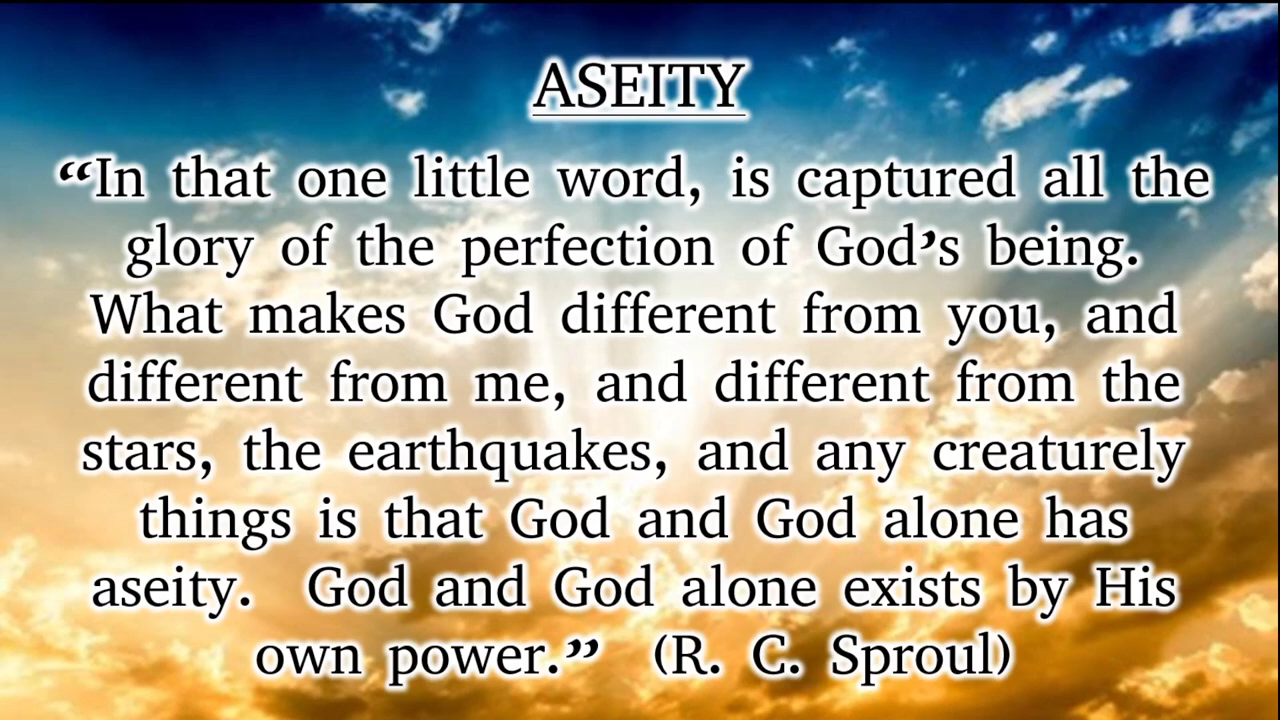 ASEITY
“In that one little word, is captured all the
glory of the perfection of God’s being.
What makes God different from you, and
different from me, and different from the
stars, the earthquakes, and any creaturely
things is that God and God alone has
aseity. God and God alone exists by His
own power.” (R. C. Sproul)